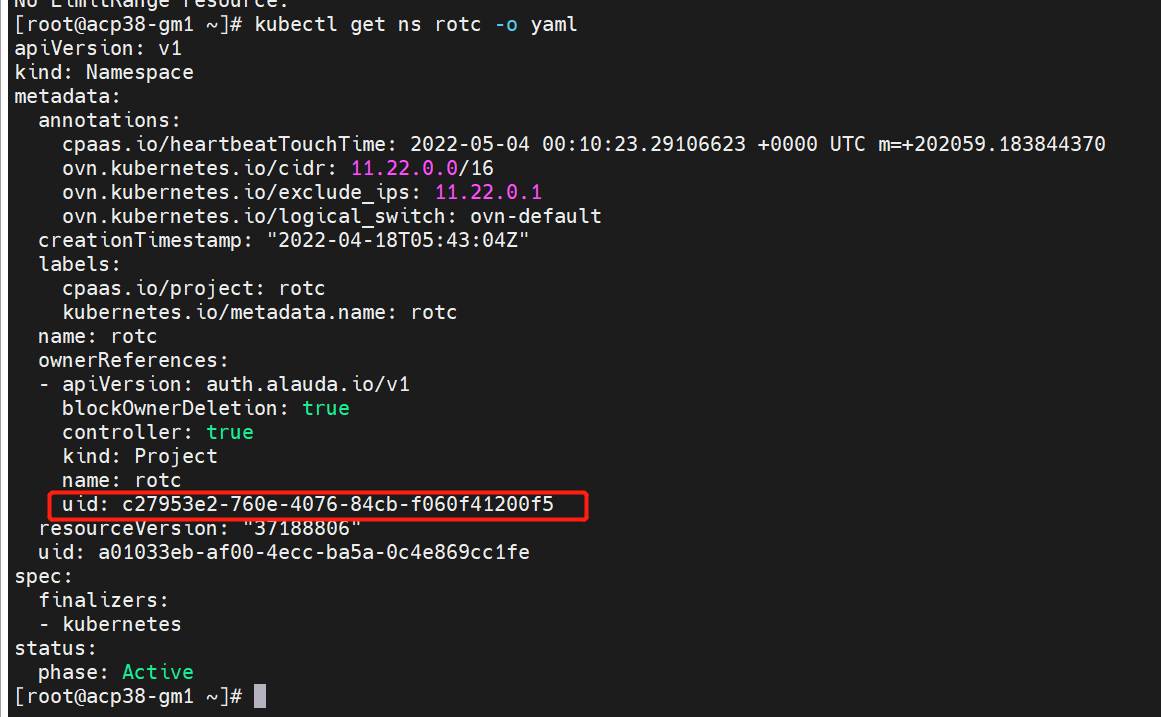 No LimitRange resource.
[root@acp38-gm1 ~]# kubectl get ns rotc -o yaml
apiVersion: v1
kind: Namespace
metadata:
  annotations:
    cpaas.io/heartbeatTouchTime: 2022-05-04 00:10:23.29106623 +0000 UTC m=+202059.183844370
    ovn.kubernetes.io/cidr: 11.22.0.0/16
    ovn.kubernetes.io/exclude_ips: 11.22.0.1
    ovn.kubernetes.io/logical_switch: ovn-default
  creationTimestamp: "2022-04-18T05:43:04Z"
  labels:
    cpaas.io/project: rotc
    kubernetes.io/metadata.name: rotc
  name: rotc
  ownerReferences:
  - apiVersion: auth.alauda.io/v1
    blockOwnerDeletion: true
    controller: true
    kind: Project
    name: rotc
    uid: c27953e2-760e-4076-84cb-f060f41200f5
  resourceVersion: "37188806"
  uid: a01033eb-af00-4ecc-ba5a-0c4e869cc1fe
spec:
  finalizers:
  - kubernetes
status:
  phase: Active
[root@acp38-gm1 ~]#